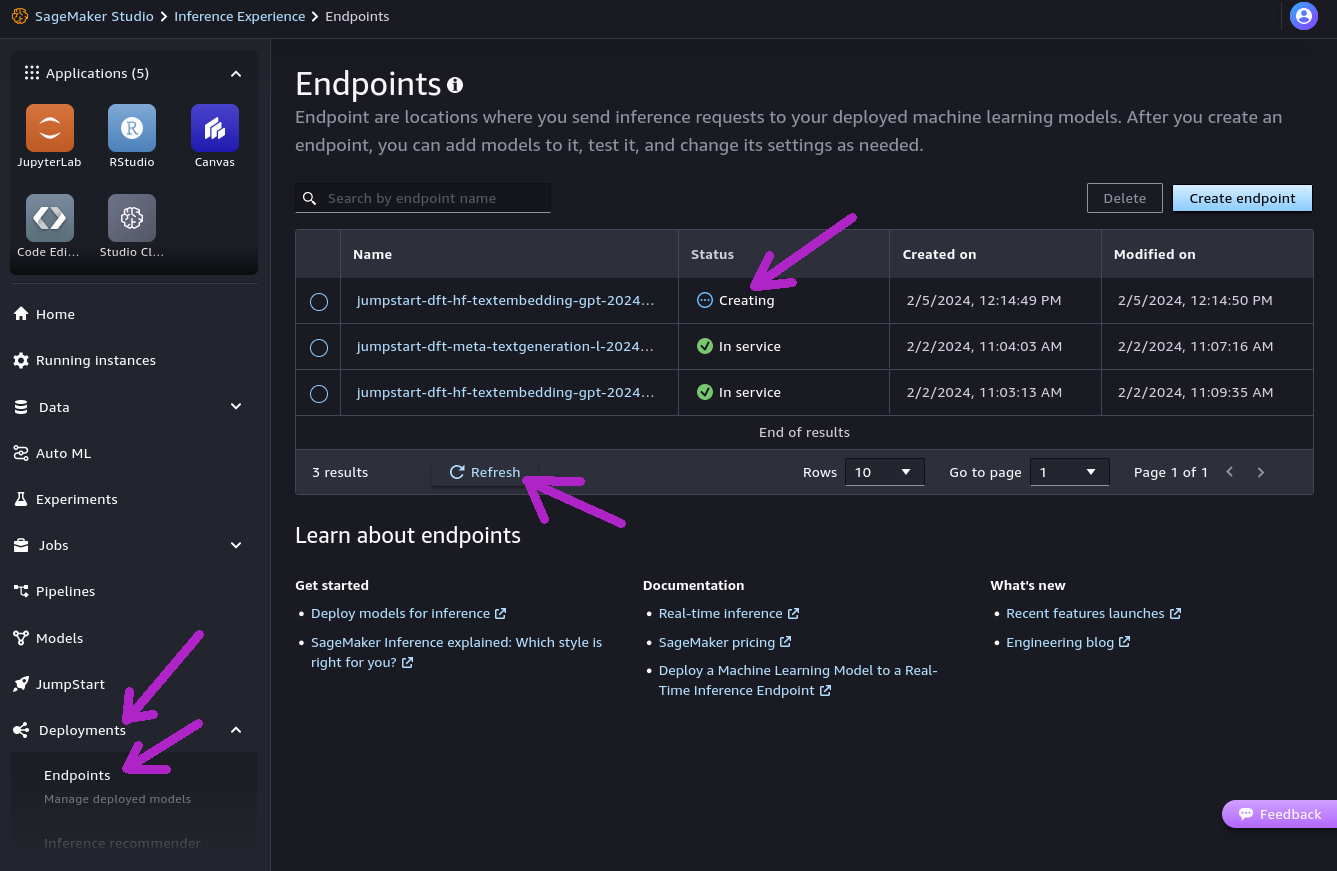 SageMaker Studio > Inference Experience > Endpoints
Applications (5)
JupyterLab RStudio Canvas
Code Edi... Studio Cl...
Home
Running instances
Data
Auto ML
Experiments
Jobs
Pipelines
Models
JumpStart
Deployments
Endpoints
Manage deployed models
Inference recommender
Endpoints
Endpoint are locations where you send inference requests to your deployed machine learning models. After you create an
endpoint, you can add models to it, test it, and change its settings as needed.
Search by endpoint name Delete Create endpoint
Name Status Created on Modified on
jumpstart-dft-hf-textembedding-gpt-2024... Creating 2/5/2024, 12:14:49 PM 2/5/2024, 12:14:50 PM
jumpstart-dft-meta-textgeneration-l-2024... In service 2/2/2024, 11:04:03 AM 2/2/2024, 11:07:16 AM
jumpstart-dft-hf-textembedding-gpt-2024... In service 2/2/2024, 11:03:13 AM 2/2/2024, 11:09:35 AM
End of results
3 results Refresh Rows 10 Go to page 1 Page 1 of 1
Learn about endpoints
Get started
• Deploy models for inference
• SageMaker Inference explained: Which style is
right for you?
Documentation
• Real-time inference
• SageMaker pricing
• Deploy a Machine Learning Model to a Real-
Time Inference Endpoint
What's new
• Recent features launches
• Engineering blog
Feedback